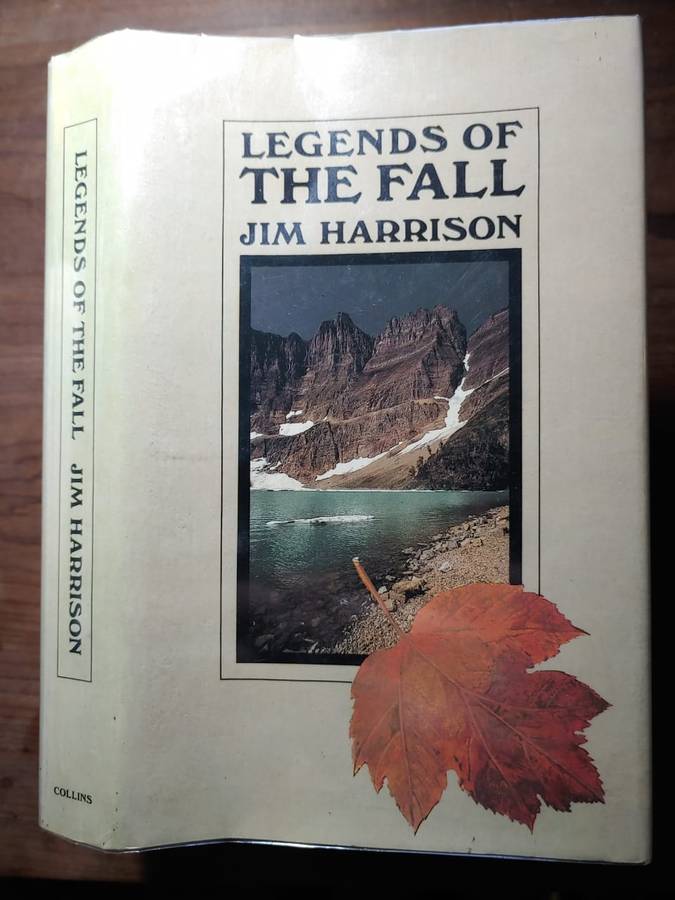 LEGENDS OF THE FALL JIM HARRISON
COLLINS
LEGENDS OF
THE FALL
JIM HARRISON